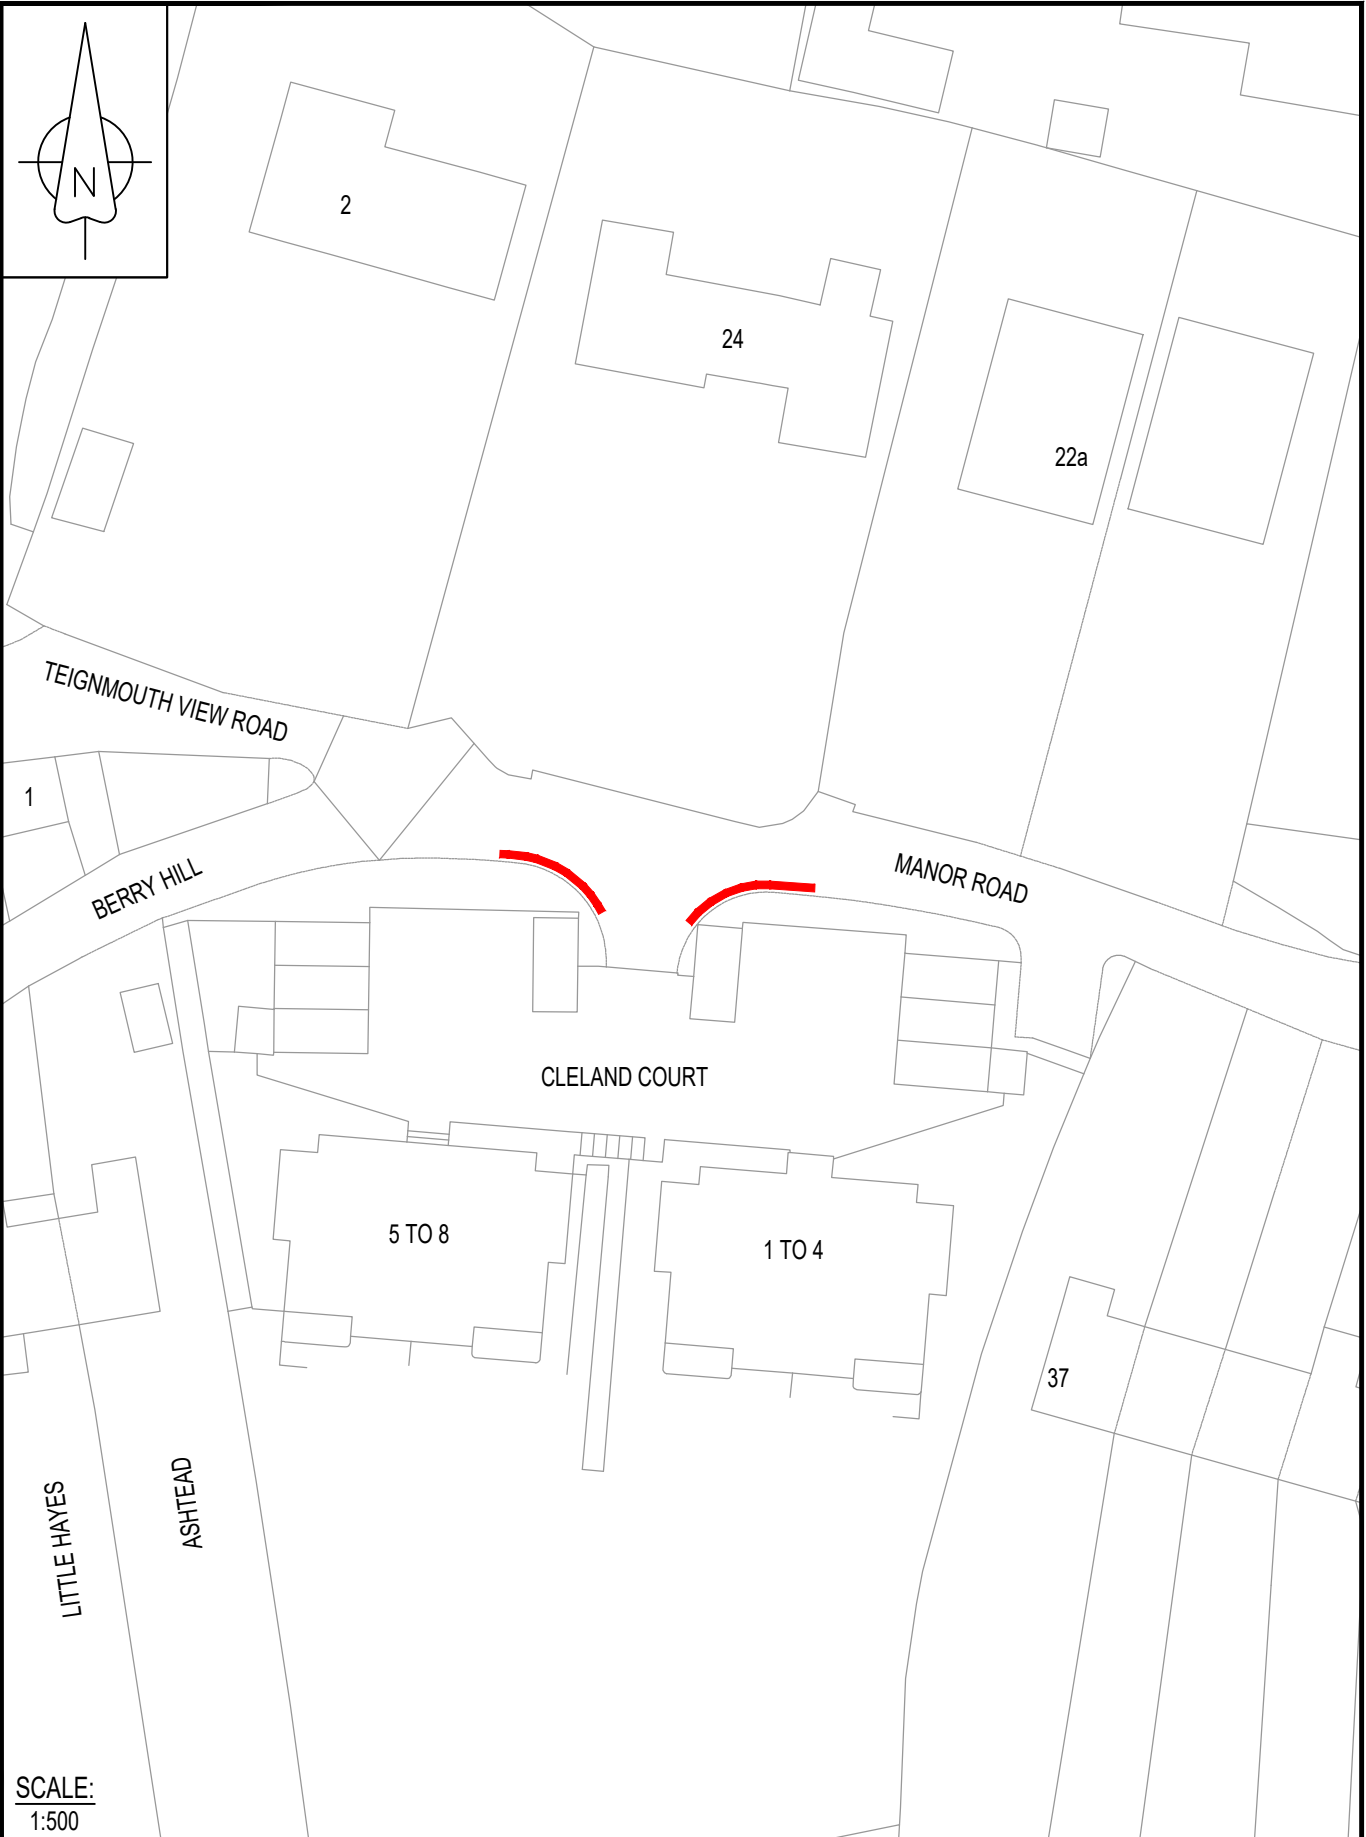 N
2
24
22a
TEIGNMOUTH VIEW ROAD
1
BERRY HILL
MANOR ROAD
CLELAND COURT
5 TO 8
1 TO 4
37
LITTLE HAYES
ASHTEAD
SCALE:
1:500